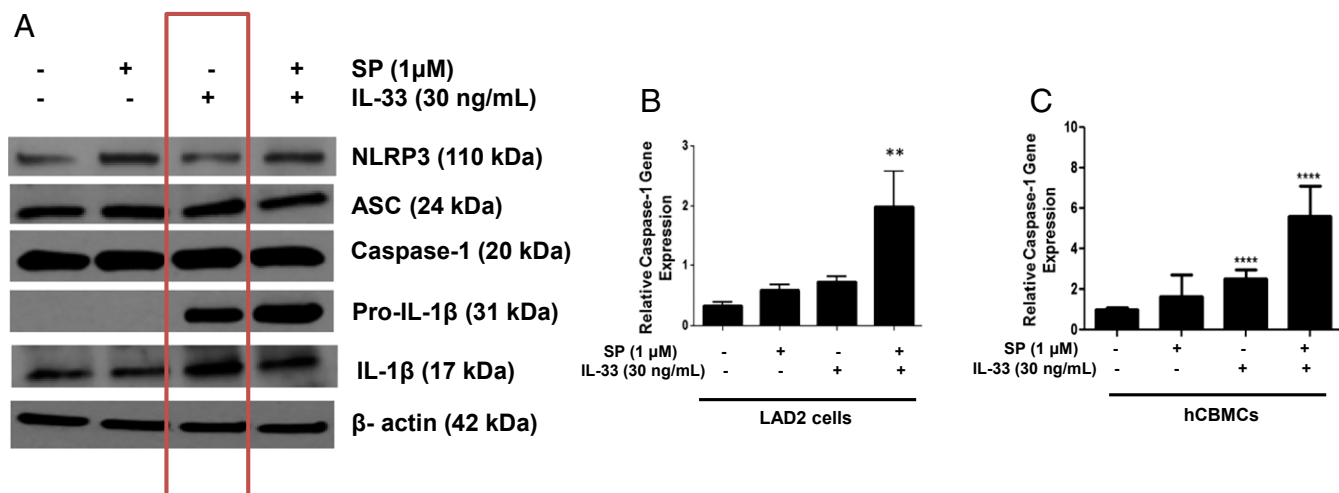 A
- + - + SP (1µM)
- - + + IL-33 (30 ng/mL)
NLRP3 (110 kDa)
ASC (24 kDa)
Caspase-1 (20 kDa)
Pro-IL-1β (31 kDa)
IL-1β (17 kDa)
β- actin (42 kDa)
B
Relative Caspase-1 Gene
Expression
3
2
1
0
**
SP (1 µM) - + - +
IL-33 (30 ng/mL) - - + +
LAD2 cells
C
Relative Caspase-1 Gene
Expression
10
8
6
4
2
0
****
****
SP (1 µM) - + - +
IL-33 (30 ng/mL) - - + +
hCBMCs